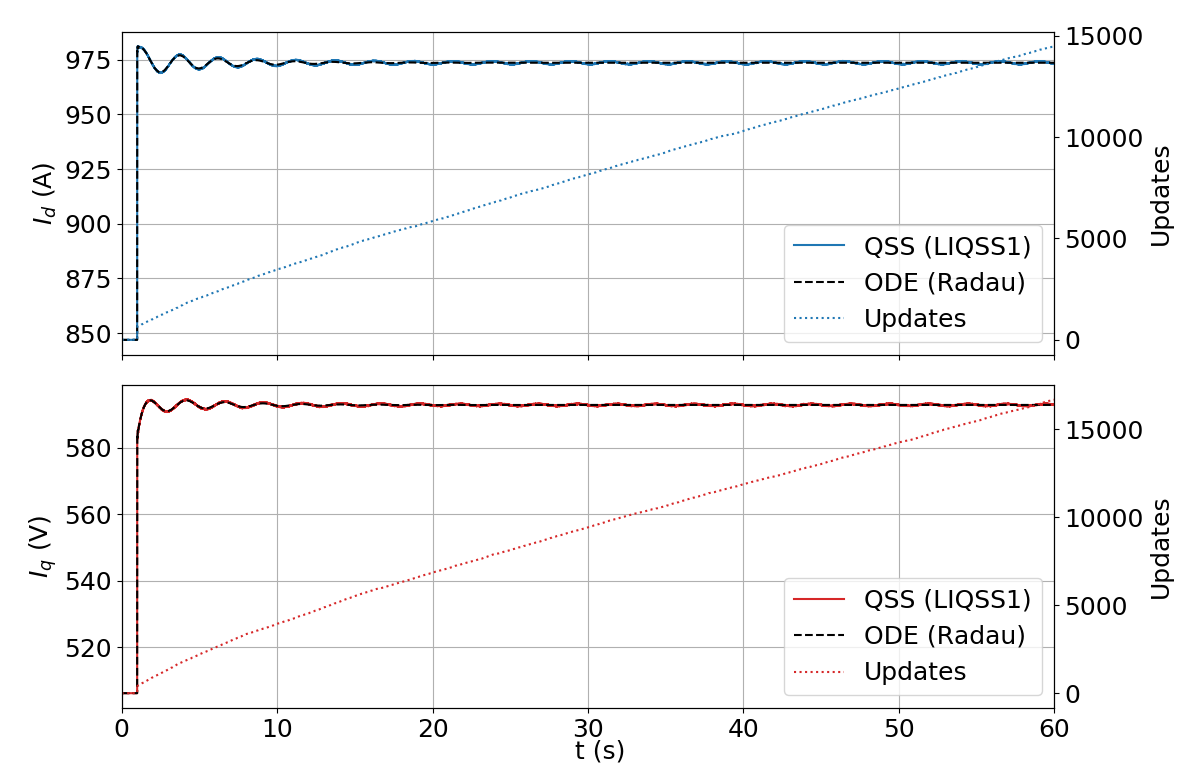 975
950
925
900
875
850
I_d (A)
15000
10000
5000
0
Updates
QSS (LIQSS1)
ODE (Radau)
Updates
580
560
540
520
I_q (V)
15000
10000
5000
0
Updates
QSS (LIQSS1)
ODE (Radau)
Updates
0 10 20 30 40 50 60
t (s)